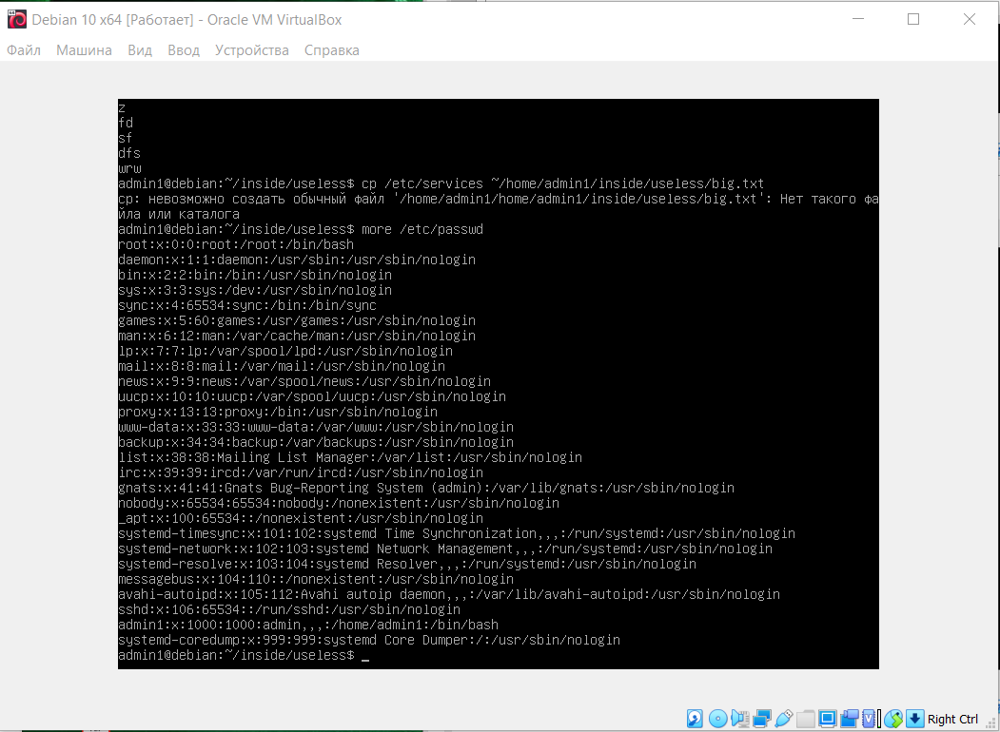 Debian 10 x64 [Работает] - Oracle VM VirtualBox
Файл Машина Вид Ввод Устройства Справка
z
fd
sf
dfs
wrw
admin1@debian:~/inside/useless$ cp /etc/services ~/home/admin1/inside/useless/big.txt
cp: невозможно создать обычный файл '/home/admin1/home/admin1/inside/useless/big.txt': Нет такого фа
йла или каталога
admin1@debian:~/inside/useless$ more /etc/passwd
root:x:0:0:root:/root:/bin/bash
daemon:x:1:1:daemon:/usr/sbin:/usr/sbin/nologin
bin:x:2:2:bin:/bin:/usr/sbin/nologin
sys:x:3:3:sys:/dev:/usr/sbin/nologin
sync:x:4:65534:sync:/bin:/bin/sync
games:x:5:60:games:/usr/games:/usr/sbin/nologin
man:x:6:12:man:/var/cache/man:/usr/sbin/nologin
lp:x:7:7:lp:/var/spool/lpd:/usr/sbin/nologin
mail:x:8:8:mail:/var/mail:/usr/sbin/nologin
news:x:9:9:news:/var/spool/news:/usr/sbin/nologin
uucp:x:10:10:uucp:/var/spool/uucp:/usr/sbin/nologin
proxy:x:13:13:proxy:/bin:/usr/sbin/nologin
www-data:x:33:33:www-data:/var/www:/usr/sbin/nologin
backup:x:34:34:backup:/var/backups:/usr/sbin/nologin
list:x:38:38:Mailing List Manager:/var/list:/usr/sbin/nologin
irc:x:39:39:ircd:/var/run/ircd:/usr/sbin/nologin
gnats:x:41:41:Gnats Bug-Reporting System (admin):/var/lib/gnats:/usr/sbin/nologin
nobody:x:65534:65534:nobody:/nonexistent:/usr/sbin/nologin
_apt:x:100:65534::/nonexistent:/usr/sbin/nologin
systemd-timesync:x:101:102:systemd Time Synchronization,,,:/run/systemd:/usr/sbin/nologin
systemd-network:x:102:103:systemd Network Management,,,:/run/systemd:/usr/sbin/nologin
systemd-resolve:x:103:104:systemd Resolver,,,:/run/systemd:/usr/sbin/nologin
messagebus:x:104:110::/nonexistent:/usr/sbin/nologin
avahi-autoipd:x:105:112:Avahi autoip daemon,,,:/var/lib/avahi-autoipd:/usr/sbin/nologin
sshd:x:106:65534::/run/sshd:/usr/sbin/nologin
admin1:x:1000:1000:admin,,,:/home/admin1:/bin/bash
systemd-coredump:x:999:999:systemd Core Dumper:/:/usr/sbin/nologin
admin1@debian:~/inside/useless$ _
Right Ctrl